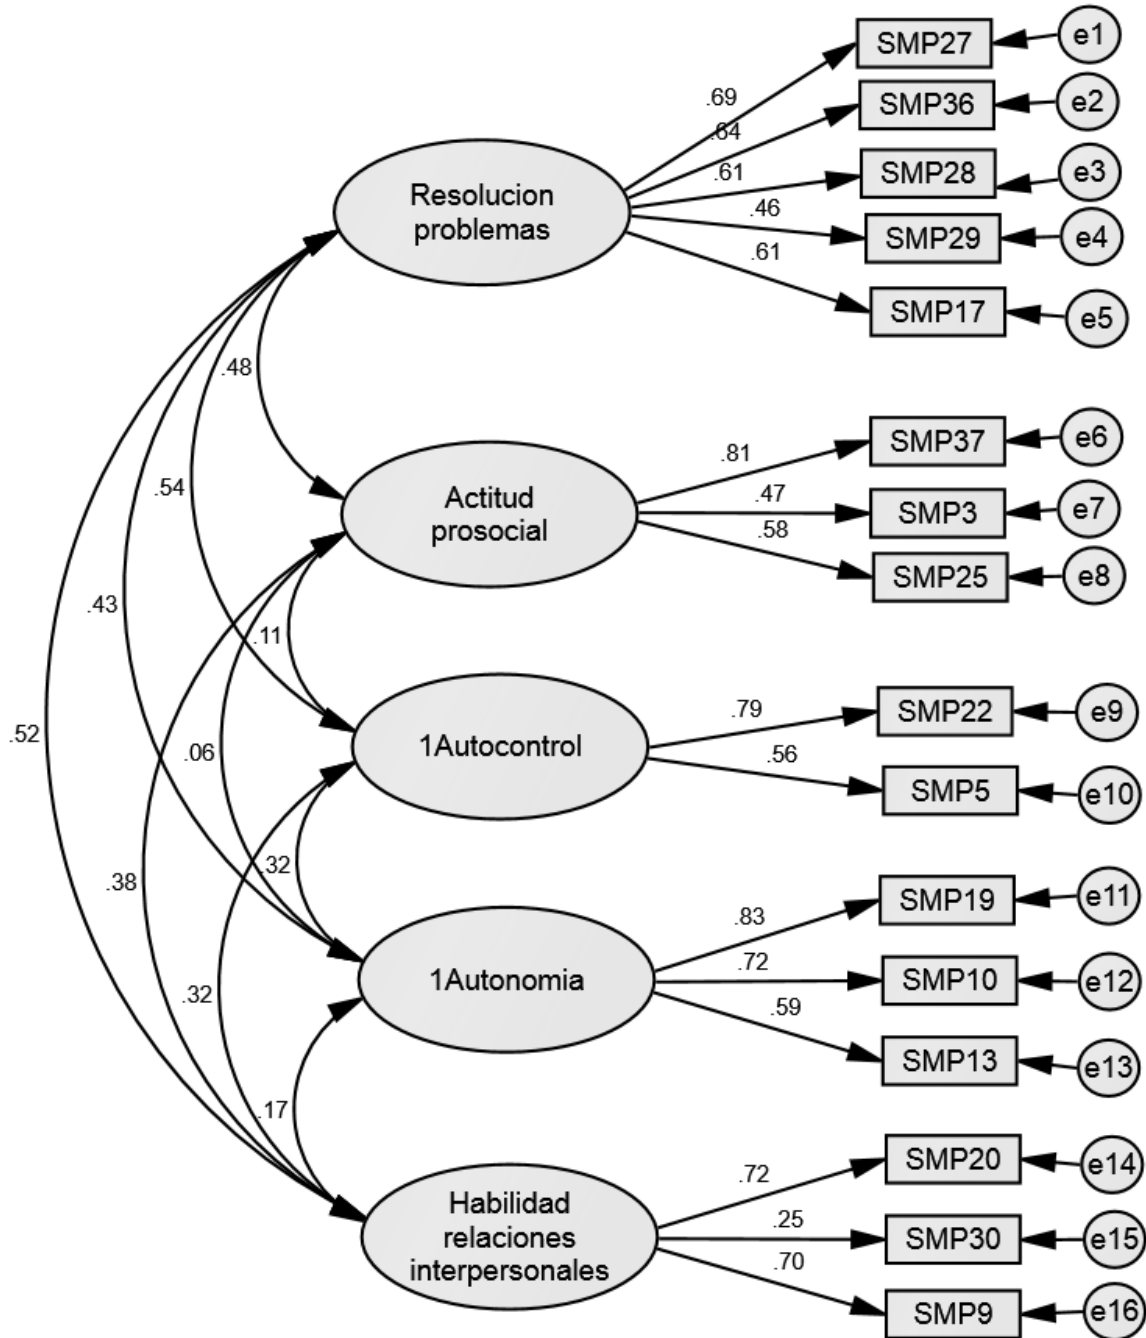 SMP27
e1
.69
SMP36
e2
.64
SMP28
e3
.61
SMP29
e4
.46
SMP17
e5
.61
Resolucion
problemas
.48
.54
.43
.52
SMP37
e6
.81
SMP3
e7
.47
SMP25
e8
.58
Actitud
prosocial
.11
.06
.38
SMP22
e9
.79
SMP5
e10
.56
1Autocontrol
.32
.32
SMP19
e11
.83
SMP10
e12
.72
SMP13
e13
.59
1Autonomia
.17
SMP20
e14
.72
SMP30
e15
.25
SMP9
e16
.70
Habilidad
relaciones
interpersonales